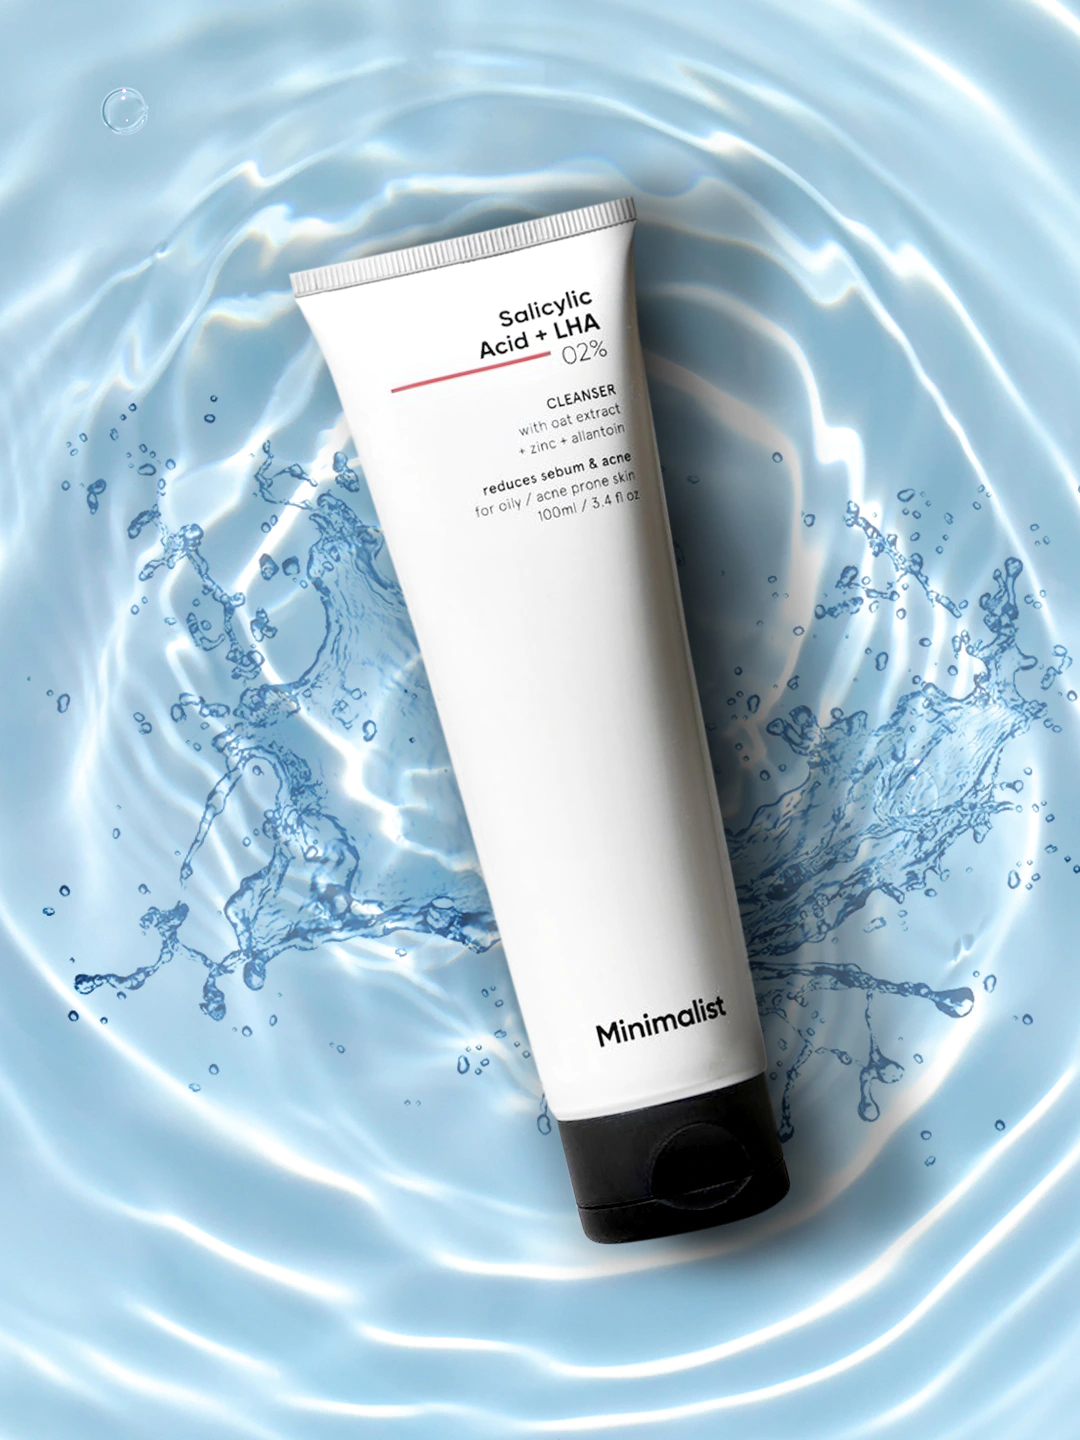 Salicylic
Acid + LHA
02%
CLEANSER
with oat extract
+ zinc + allantoin
reduces sebum & acne
for oily / acne prone skin
100ml / 3.4 fl oz
Minimalist